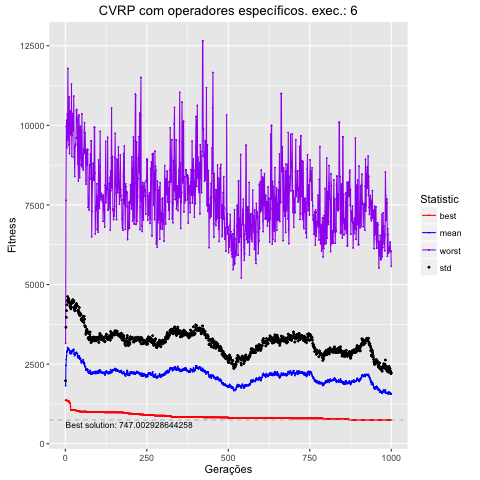 CVRP com operadores específicos. exec.: 6
12500
10000
7500
5000
2500
0
Fitness
Best solution: 747.002928644258
0
250
500
750
1000
Gerações
Statistic
best
mean
worst
std